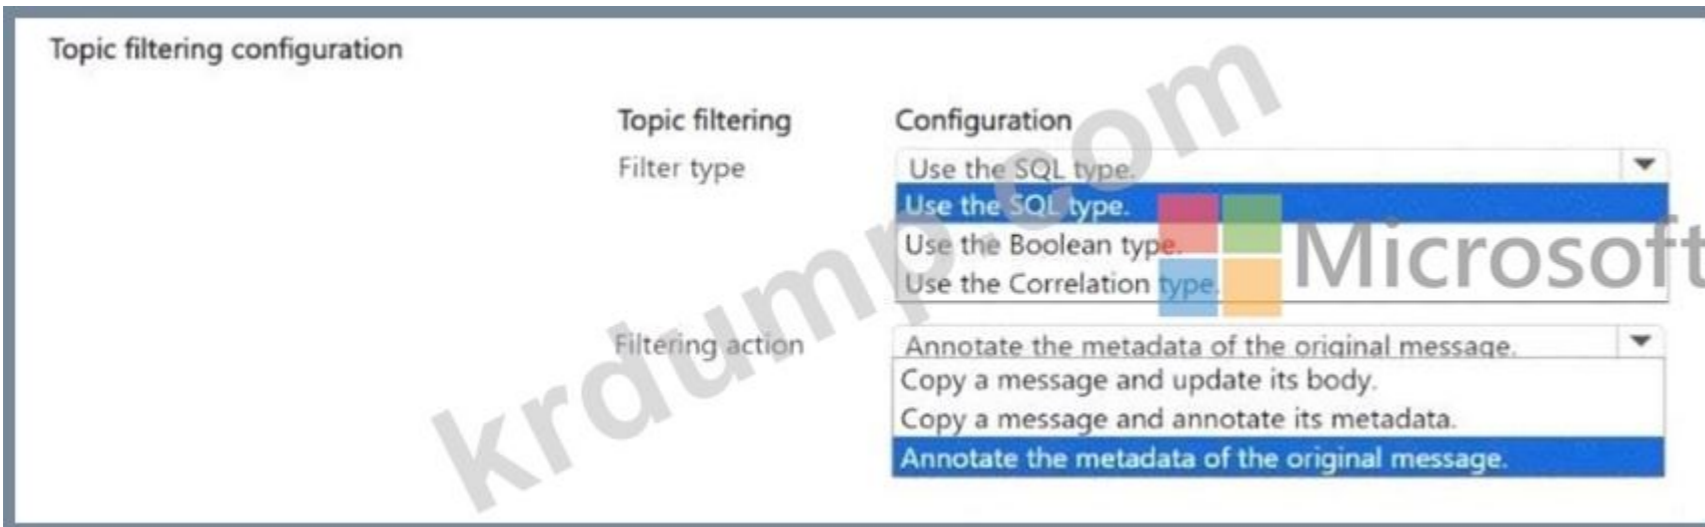 Topic filtering configuration
Topic filtering Configuration
Filter type Use the SQL type.
Use the SQL type.
Use the Boolean type.
Use the Correlation type.
Microsoft
Filtering action Annotate the metadata of the original message.
Copy a message and update its body.
Copy a message and annotate its metadata.
Annotate the metadata of the original message.
krdump.com